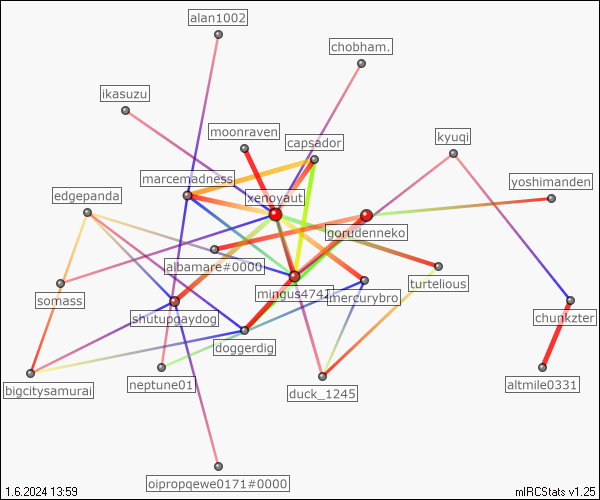 alan1002
chobham.
ikasuzu
moonraven
capsador
kyuqi
marcemadness
yoshimanden
edgepanda
xenoyaut
gorudenneko
albamare#0000
turtelious
mingus4742
mercurybro
somass
shutupgaydog
chunkzter
doggerdig
bigcitysamurai
neptune01
duck_1245
altmile0331
oipropqewe0171#0000
1.6.2024 13:59
mIRCStats v1.25